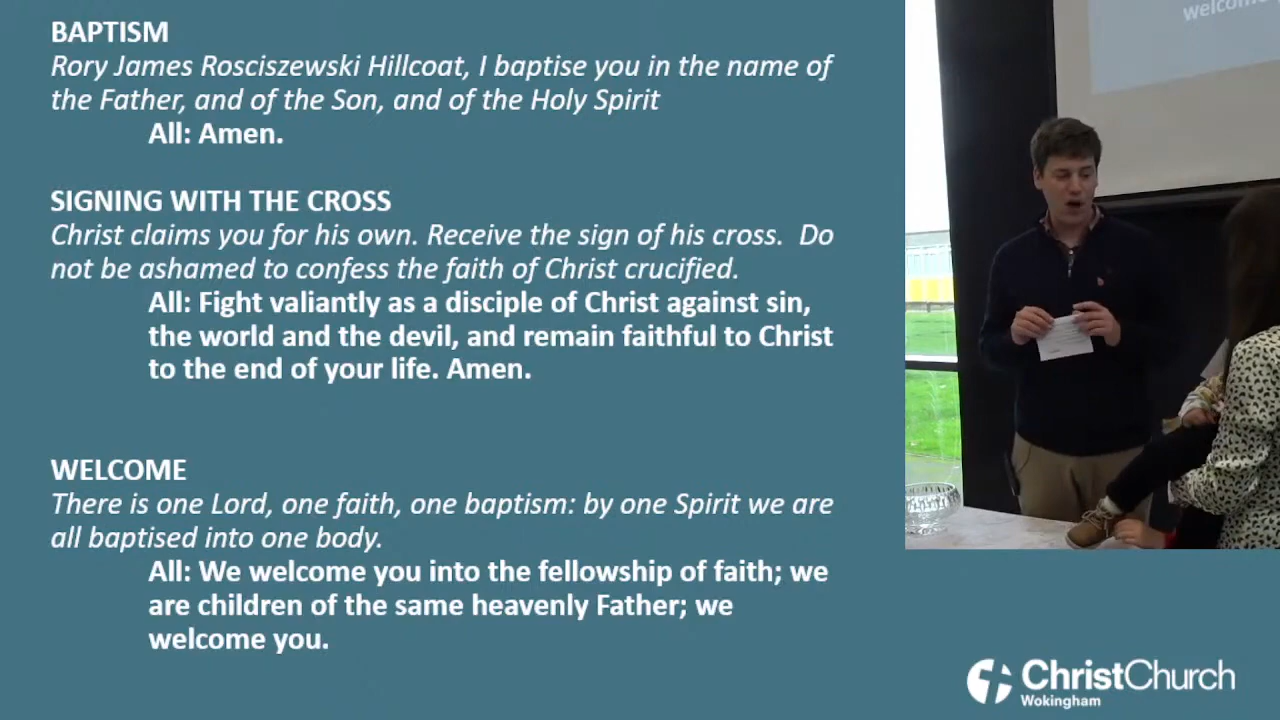 BAPTISM
Rory James Rosciszewski Hillcoat, I baptise you in the name of
the Father, and of the Son, and of the Holy Spirit
All: Amen.
SIGNING WITH THE CROSS
Christ claims you for his own. Receive the sign of his cross.  Do
not be ashamed to confess the faith of Christ crucified.
All: Fight valiantly as a disciple of Christ against sin,
the world and the devil, and remain faithful to Christ
to the end of your life. Amen.
WELCOME
There is one Lord, one faith, one baptism: by one Spirit we are
all baptised into one body.
All: We welcome you into the fellowship of faith; we
are children of the same heavenly Father; we
welcome you.
welcome
ChristChurch
Wokingham